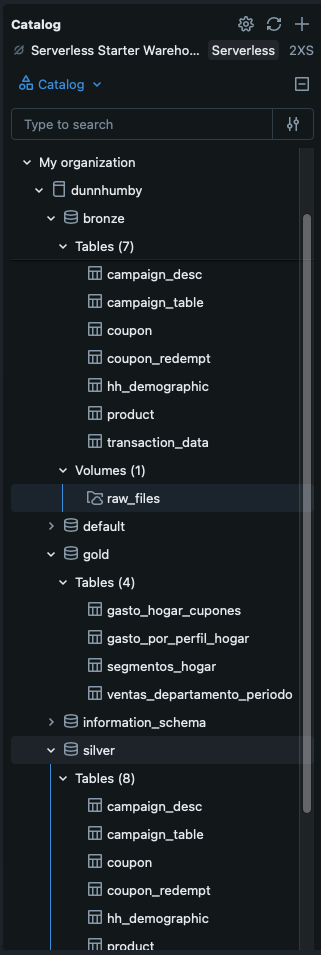 Catalog
Serverless Starter Wareho... Serverless 2XS
Catalog
Type to search
My organization
dunnhumby
bronze
Tables (7)
campaign_desc
campaign_table
coupon
coupon_redempt
hh_demographic
product
transaction_data
Volumes (1)
raw_files
default
gold
Tables (4)
gasto_hogar_cupones
gasto_por_perfil_hogar
segmentos_hogar
ventas_departamento_periodo
information_schema
silver
Tables (8)
campaign_desc
campaign_table
coupon
coupon_redempt
hh_demographic
product